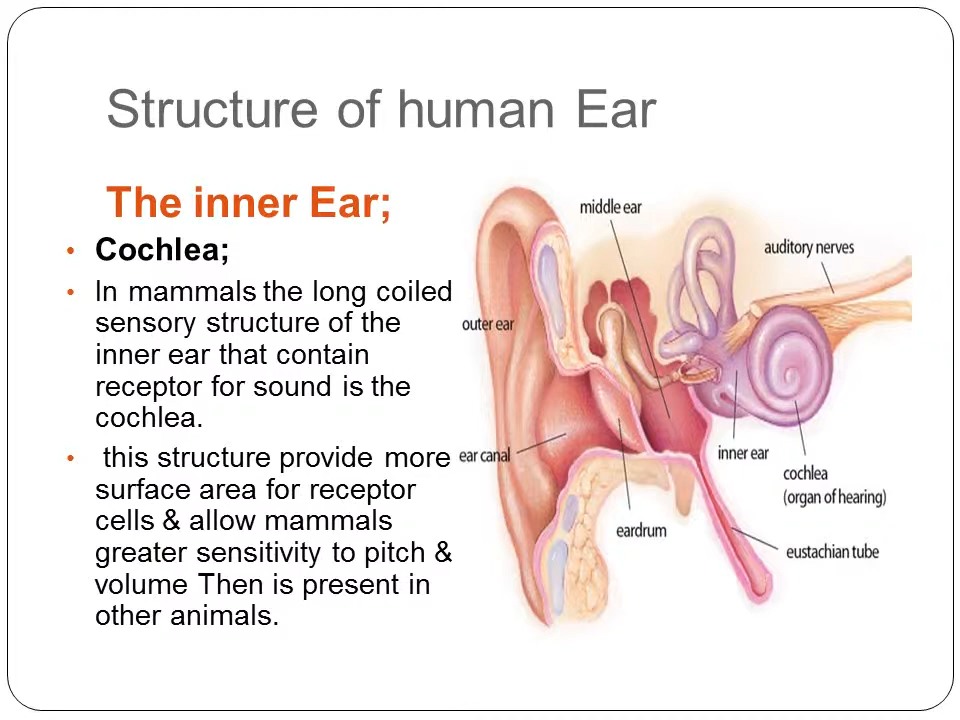 Structure of human Ear
The inner Ear;
• Cochlea;
• In mammals the long coiled
sensory structure of the
inner ear that contain
receptor for sound is the
cochlea.
• this structure provide more
surface area for receptor
cells & allow mammals
greater sensitivity to pitch &
volume Then is present in
other animals.
middle ear
auditory nerves
outer ear
ear canal
inner ear
cochlea
(organ of hearing)
eardrum
eustachian tube